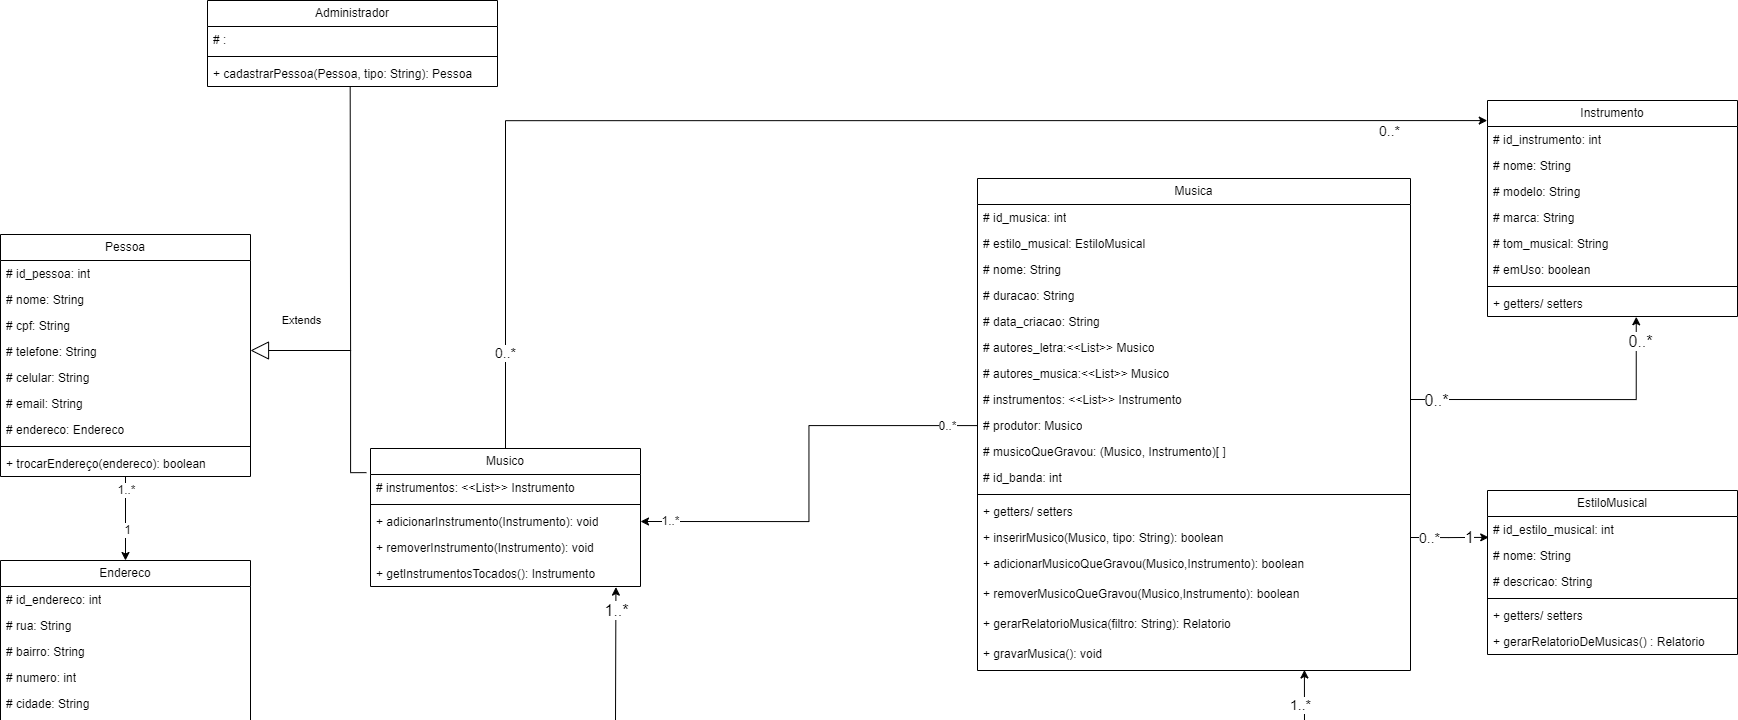 Administrador
# :
+ cadastrarPessoa(Pessoa, tipo: String): Pessoa
Pessoa
# id_pessoa: int
# nome: String
# cpf: String
# telefone: String
# celular: String
# email: String
# endereco: Endereco
+ trocarEndereço(endereco): boolean
Extends
1..*
1
Endereco
# id_endereco: int
# rua: String
# bairro: String
# numero: int
# cidade: String
Musico
# instrumentos: <<List>> Instrumento
+ adicionarInstrumento(Instrumento): void
+ removerInstrumento(Instrumento): void
+ getInstrumentosTocados(): Instrumento
0..*
0..*
1..*
0..*
1..*
Musica
# id_musica: int
# estilo_musical: EstiloMusical
# nome: String
# duracao: String
# data_criacao: String
# autores_letra:<<List>> Musico
# autores_musica:<<List>> Musico
# instrumentos: <<List>> Instrumento
# produtor: Musico
# musicoQueGravou: (Musico, Instrumento)[ ]
# id_banda: int
+ getters/ setters
+ inserirMusico(Musico, tipo: String): boolean
+ adicionarMusicoQueGravou(Musico,Instrumento): boolean
+ removerMusicoQueGravou(Musico,Instrumento): boolean
+ gerarRelatorioMusica(filtro: String): Relatorio
+ gravarMusica(): void
1..*
Instrumento
# id_instrumento: int
# nome: String
# modelo: String
# marca: String
# tom_musical: String
# emUso: boolean
+ getters/ setters
0..*
0..*
0..*
1
EstiloMusical
# id_estilo_musical: int
# nome: String
# descricao: String
+ getters/ setters
+ gerarRelatorioDeMusicas() : Relatorio